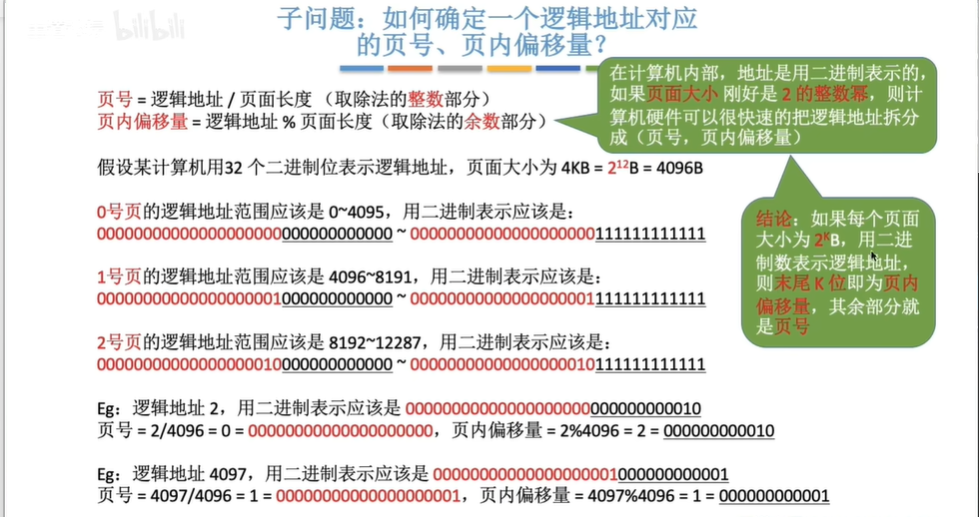 bilibili
子问题：如何确定一个逻辑地址对应
的页号、页内偏移量？
页号 = 逻辑地址 / 页面长度 （取除法的整数部分）
页内偏移量 = 逻辑地址 % 页面长度（取除法的余数部分）
在计算机内部，地址是用二进制表示的，
如果页面大小 刚好是 2 的整数幂，则计
算机硬件可以很快速的把逻辑地址拆分
成（页号，页内偏移量）
假设某计算机用32 个二进制位表示逻辑地址，页面大小为 4KB = 2¹²B = 4096B
0号页的逻辑地址范围应该是 0~4095，用二进制表示应该是：
00000000000000000000000000000000 ~ 00000000000000000000111111111111
结论：如果每个页面
大小为 2ᴷB，用二进
制数表示逻辑地址，
则末尾 K 位即为页内
偏移量，其余部分就
是页号
1号页的逻辑地址范围应该是 4096~8191，用二进制表示应该是：
00000000000000000001000000000000 ~ 00000000000000000001111111111111
2号页的逻辑地址范围应该是 8192~12287，用二进制表示应该是：
00000000000000000010000000000000 ~ 00000000000000000010111111111111
Eg：逻辑地址 2，用二进制表示应该是 00000000000000000000000000000010
页号 = 2/4096 = 0 = 00000000000000000000，页内偏移量 = 2%4096 = 2 = 000000000010
Eg：逻辑地址 4097，用二进制表示应该是 00000000000000000001000000000001
页号 = 4097/4096 = 1 = 00000000000000000001，页内偏移量 = 4097%4096 = 1 = 000000000001